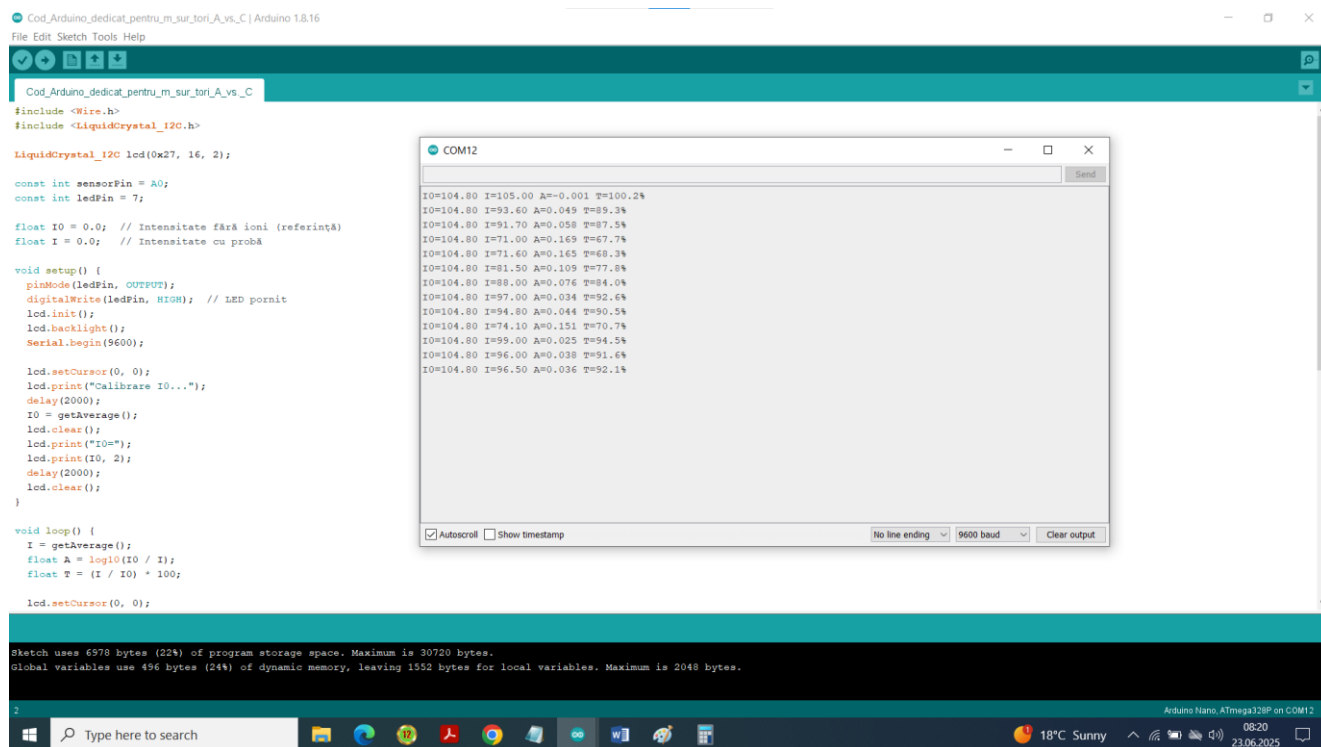 Cod_Arduino_dedicat_pentru_m_sur_tori_A_vs._C | Arduino 1.8.16
File Edit Sketch Tools Help
Cod_Arduino_dedicat_pentru_m_sur_tori_A_vs._C
#include <Wire.h>
#include <LiquidCrystal_I2C.h>
LiquidCrystal_I2C lcd(0x27, 16, 2);
const int sensorPin = A0;
const int ledPin = 7;
float I0 = 0.0;  // Intensitate fără ioni (referință)
float I = 0.0;   // Intensitate cu probă
void setup() {
  pinMode(ledPin, OUTPUT);
  digitalWrite(ledPin, HIGH);  // LED pornit
  lcd.init();
  lcd.backlight();
  Serial.begin(9600);
  lcd.setCursor(0, 0);
  lcd.print("Calibrare I0...");
  delay(2000);
  I0 = getAverage();
  lcd.clear();
  lcd.print("I0=");
  lcd.print(I0, 2);
  delay(2000);
  lcd.clear();
}
void loop() {
  I = getAverage();
  float A = log10(I0 / I);
  float T = (I / I0) * 100;
  lcd.setCursor(0, 0);
COM12
Send
I0=104.80 I=105.00 A=-0.001 T=100.2%
I0=104.80 I=93.60 A=0.049 T=89.3%
I0=104.80 I=91.70 A=0.058 T=87.5%
I0=104.80 I=71.00 A=0.169 T=67.7%
I0=104.80 I=71.60 A=0.165 T=68.3%
I0=104.80 I=81.50 A=0.109 T=77.8%
I0=104.80 I=88.00 A=0.076 T=84.0%
I0=104.80 I=97.00 A=0.034 T=92.6%
I0=104.80 I=94.80 A=0.044 T=90.5%
I0=104.80 I=74.10 A=0.151 T=70.7%
I0=104.80 I=99.00 A=0.025 T=94.5%
I0=104.80 I=96.00 A=0.038 T=91.6%
I0=104.80 I=96.50 A=0.036 T=92.1%
Autoscroll Show timestamp No line ending 9600 baud Clear output
Sketch uses 6978 bytes (22%) of program storage space. Maximum is 30720 bytes.
Global variables use 496 bytes (24%) of dynamic memory, leaving 1552 bytes for local variables. Maximum is 2048 bytes.
2 Arduino Nano, ATmega328P on COM12
Type here to search 12 18°C Sunny 08:20
23.06.2025